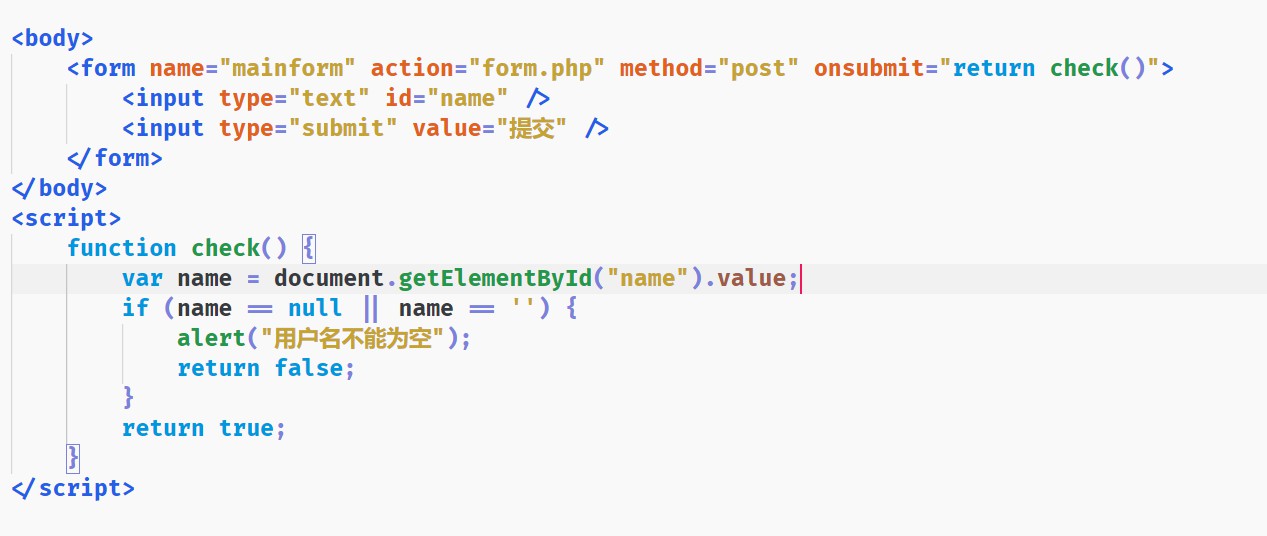 <body>
    <form name="mainform" action="form.php" method="post" onsubmit="return check()">
        <input type="text" id="name" />
        <input type="submit" value="提交" />
    </form>
</body>
<script>
    function check() {
        var name = document.getElementById("name").value;
        if (name == null || name == '') {
            alert("用户名不能为空");
            return false;
        }
        return true;
    }
</script>